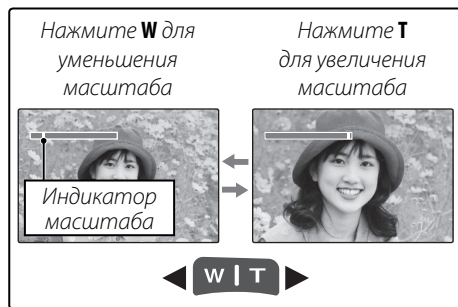 Нажмите W для
уменьшения
масштаба
Нажмите T
для увеличения
масштаба
Индикатор
масштаба
W T